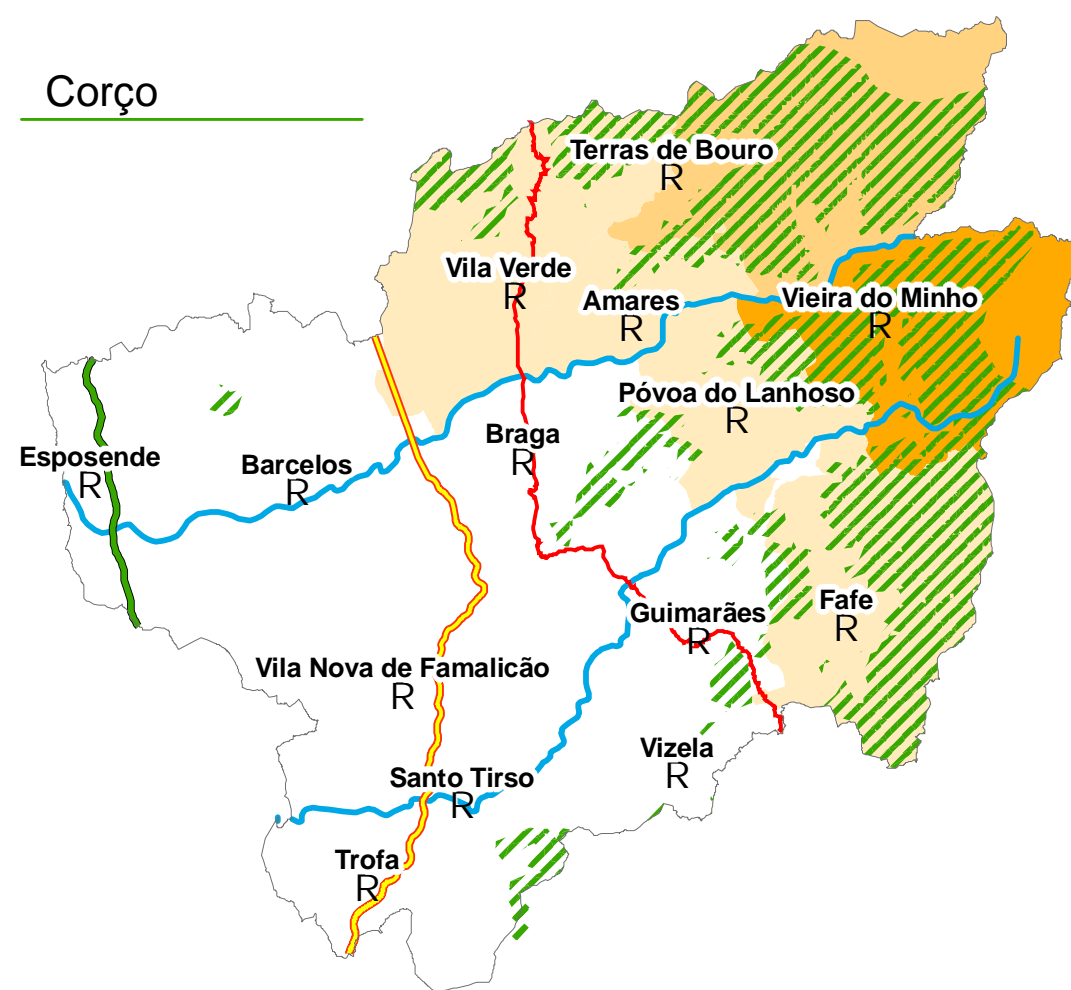 Corço
Terras de Bouro
R
Vila Verde
R
Amares
R
Vieira do Minho
R
Póvoa do Lanhoso
R
Braga
R
Esposende
R
Barcelos
R
Guimarães
R
Fafe
R
Vila Nova de Famalicão
R
Vizela
R
Santo Tirso
R
Trofa
R